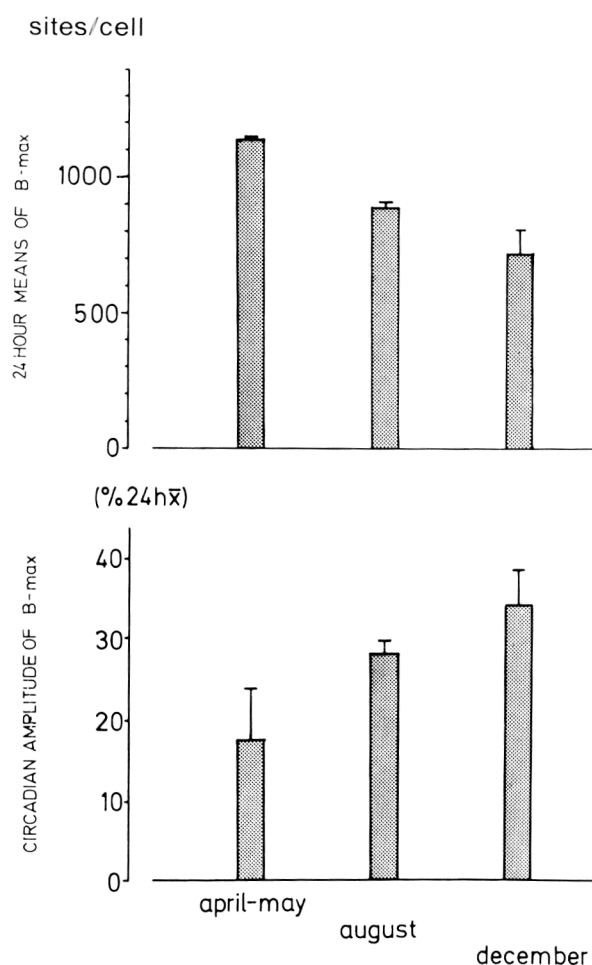 sites/cell
24 HOUR MEANS OF B-max
1000
500
0
(% 24h x̄)
CIRCADIAN AMPLITUDE OF B-max
40
30
20
10
0
april-may
august
december